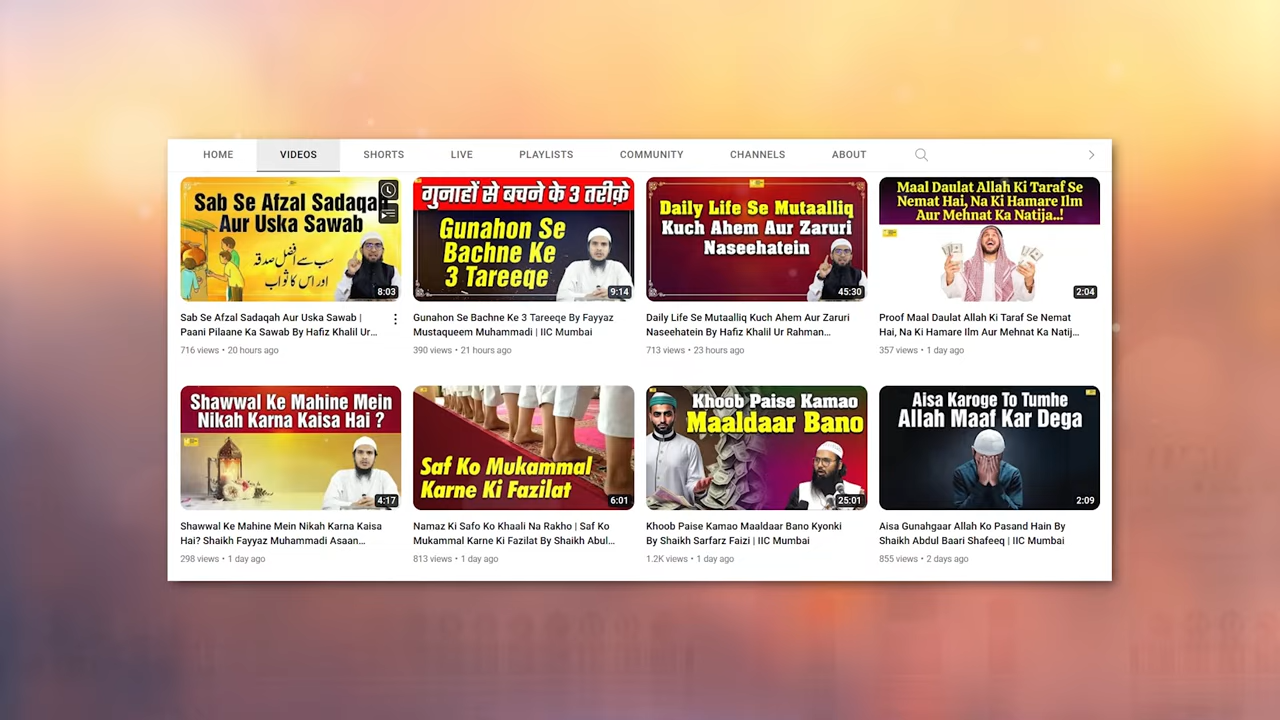 HOME VIDEOS SHORTS LIVE PLAYLISTS COMMUNITY CHANNELS ABOUT
Sab Se Afzal Sadaqah
Aur Uska Sawab
سب سے افضل صدقہ
اور اس کا ثواب
8:03
गुनाहों से बचने के 3 तरीक़े
Gunahon Se
Bachne Ke
3 Tareeqe
9:14
Daily Life Se Mutaalliq
Kuch Ahem Aur Zaruri
Naseehatein
45:30
Maal Daulat Allah Ki Taraf Se
Nemat Hai, Na Ki Hamare Ilm
Aur Mehnat Ka Natija..!
2:04
Sab Se Afzal Sadaqah Aur Uska Sawab |
Paani Pilaane Ka Sawab By Hafiz Khalil Ur...
716 views • 20 hours ago
Gunahon Se Bachne Ke 3 Tareeqe By Fayyaz
Mustaqueem Muhammadi | IIC Mumbai
390 views • 21 hours ago
Daily Life Se Mutaalliq Kuch Ahem Aur Zaruri
Naseehatein By Hafiz Khalil Ur Rahman...
713 views • 23 hours ago
Proof Maal Daulat Allah Ki Taraf Se Nemat
Hai, Na Ki Hamare Ilm Aur Mehnat Ka Natij...
357 views • 1 day ago
Shawwal Ke Mahine Mein
Nikah Karna Kaisa Hai ?
4:17
Saf Ko Mukammal
Karne Ki Fazilat
6:01
Khoob Paise Kamao
Maaldaar Bano
25:01
Aisa Karoge To Tumhe
Allah Maaf Kar Dega
2:09
Shawwal Ke Mahine Mein Nikah Karna Kaisa
Hai? Shaikh Fayyaz Muhammadi Asaan...
298 views • 1 day ago
Namaz Ki Safo Ko Khaali Na Rakho | Saf Ko
Mukammal Karne Ki Fazilat By Shaikh Abul...
813 views • 1 day ago
Khoob Paise Kamao Maaldaar Bano Kyonki
By Shaikh Sarfarz Faizi | IIC Mumbai
1.2K views • 1 day ago
Aisa Gunahgaar Allah Ko Pasand Hain By
Shaikh Abdul Baari Shafeeq | IIC Mumbai
855 views • 2 days ago